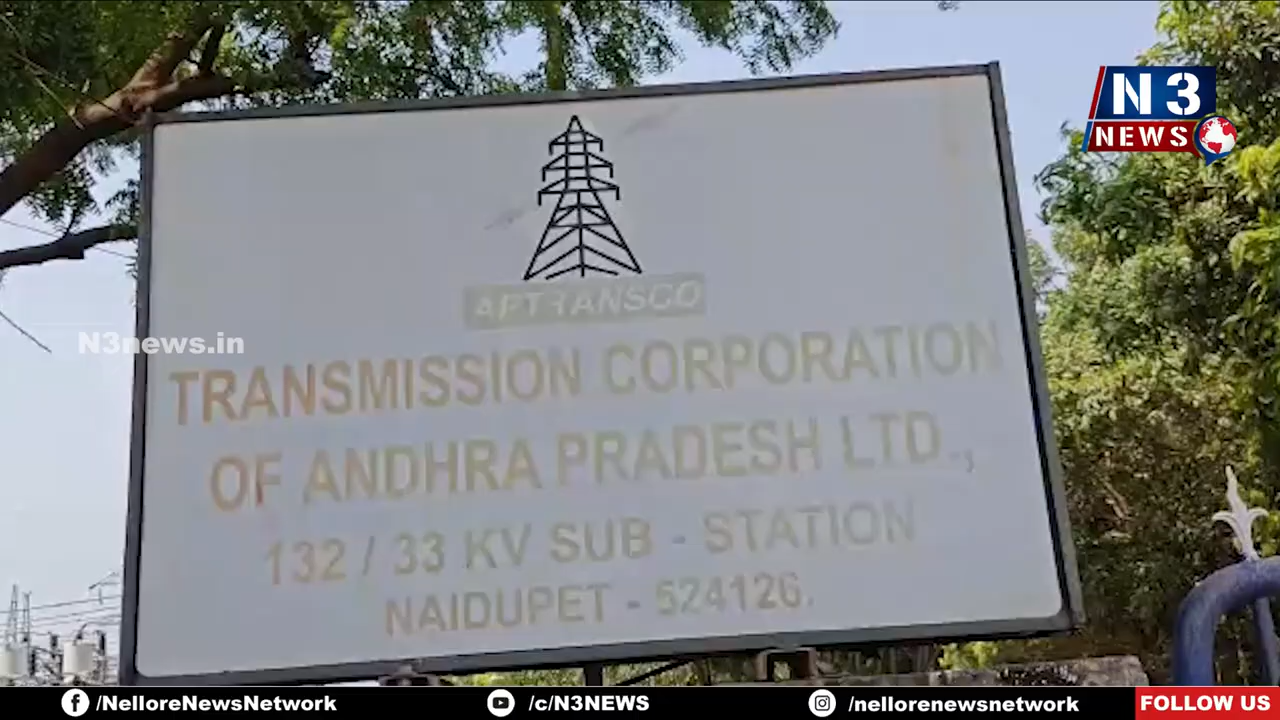 N3
NEWS
APTRANSCO
N3news.in
TRANSMISSION CORPORATION
OF ANDHRA PRADESH LTD.,
132 / 33 KV SUB - STATION
NAIDUPET - 524126.
/NelloreNewsNetwork
/c/N3NEWS
/nellorenewsnetwork
FOLLOW US